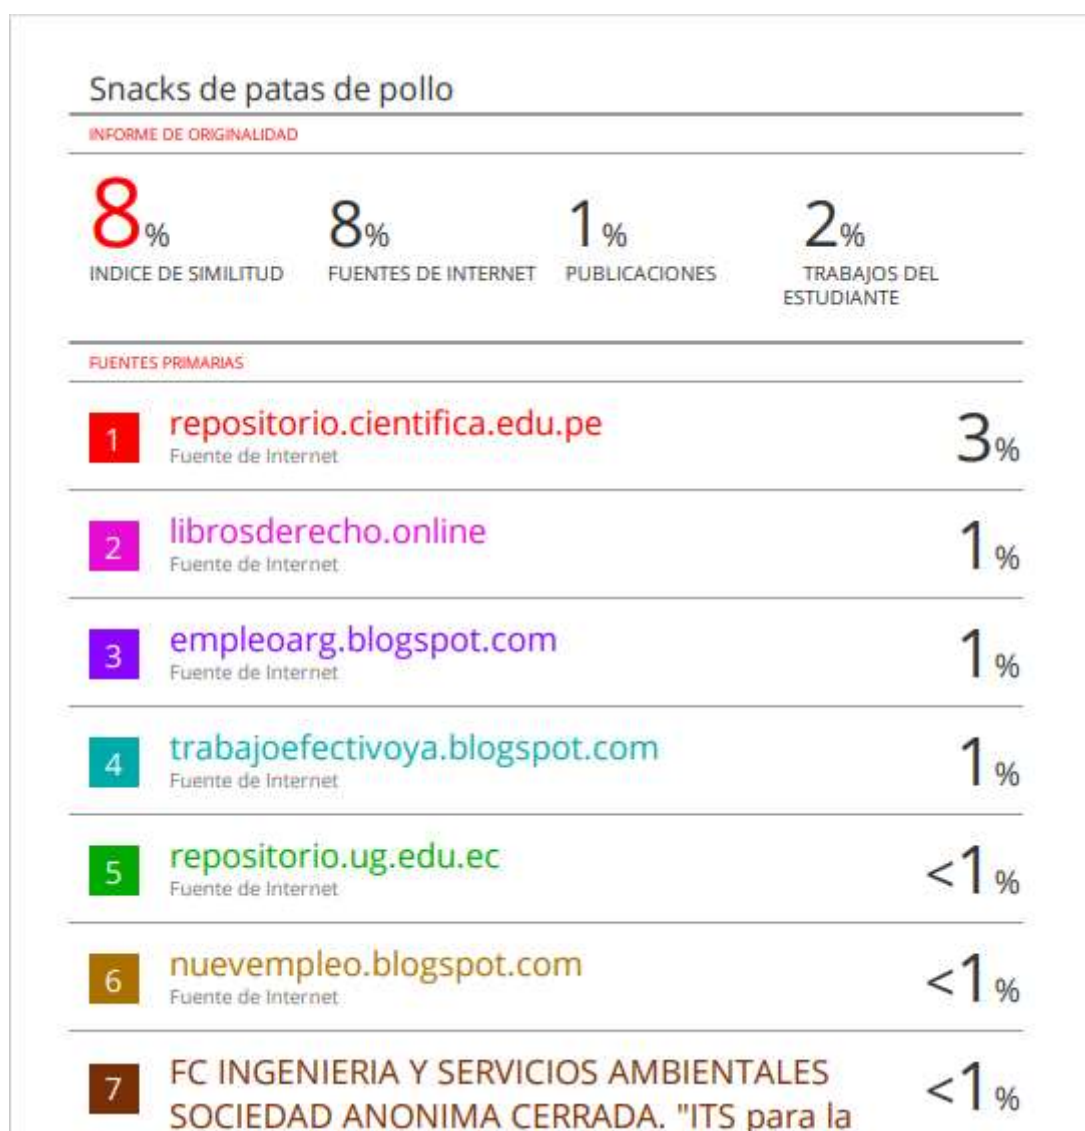 Snacks de patas de pollo
INFORME DE ORIGINALIDAD
8%
INDICE DE SIMILITUD
8%
FUENTES DE INTERNET
1%
PUBLICACIONES
2%
TRABAJOS DEL
ESTUDIANTE
FUENTES PRIMARIAS
1
repositorio.cientifica.edu.pe
Fuente de Internet
3%
2
librosderecho.online
Fuente de Internet
1%
3
empleoarg.blogspot.com
Fuente de Internet
1%
4
trabajoefectivoya.blogspot.com
Fuente de Internet
1%
5
repositorio.ug.edu.ec
Fuente de Internet
<1%
6
nuevempleo.blogspot.com
Fuente de Internet
<1%
7
FC INGENIERIA Y SERVICIOS AMBIENTALES
SOCIEDAD ANONIMA CERRADA. "ITS para la
<1%